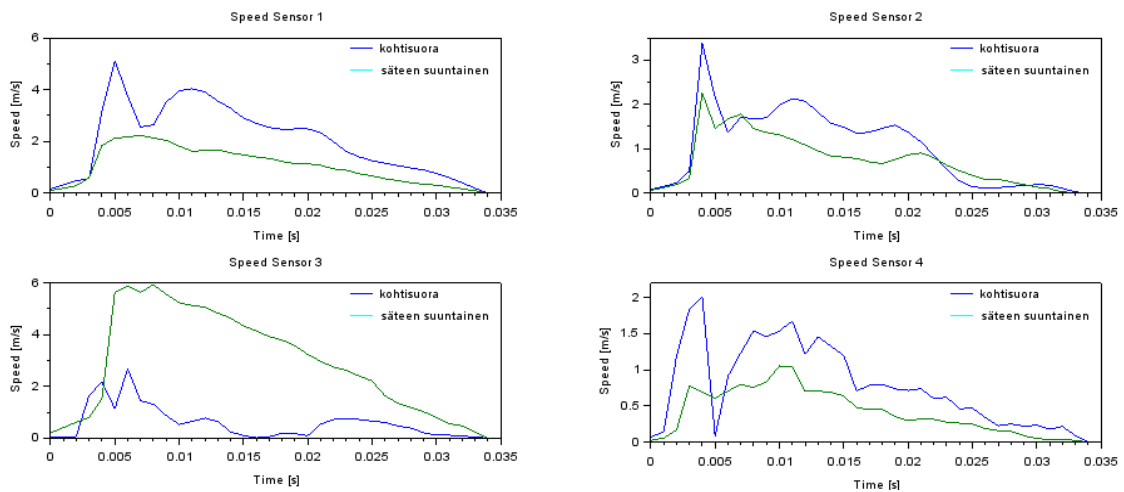 Speed Sensor 1
6
4
2
0
Speed [m/s]
kohtisuora
säteen suuntainen
0 0.005 0.01 0.015 0.02 0.025 0.03 0.035
Time [s]
Speed Sensor 2
3
2
1
0
Speed [m/s]
kohtisuora
säteen suuntainen
0 0.005 0.01 0.015 0.02 0.025 0.03 0.035
Time [s]
Speed Sensor 3
6
4
2
0
Speed [m/s]
kohtisuora
säteen suuntainen
0 0.005 0.01 0.015 0.02 0.025 0.03 0.035
Time [s]
Speed Sensor 4
2
1.5
1
0.5
0
Speed [m/s]
kohtisuora
säteen suuntainen
0 0.005 0.01 0.015 0.02 0.025 0.03 0.035
Time [s]